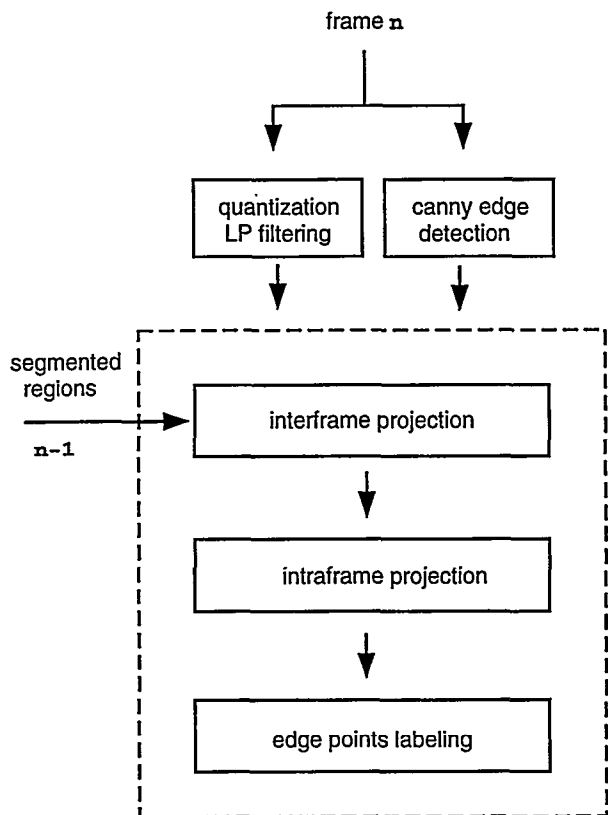 frame n
quantization
LP filtering
canny edge
detection
segmented
regions
n-1
interframe projection
intraframe projection
edge points labeling